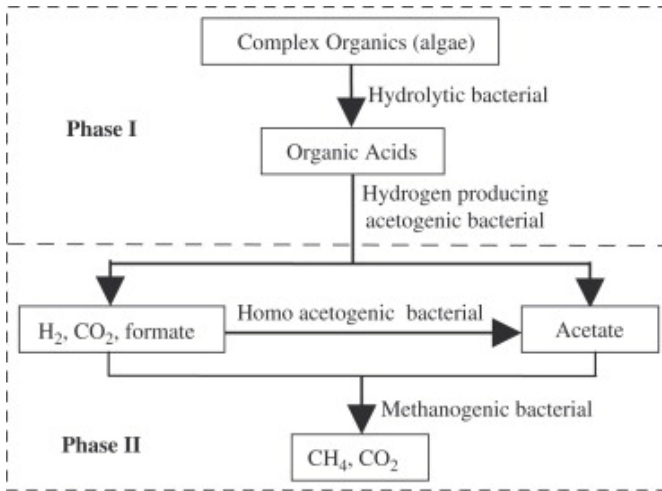 Complex Organics (algae)
Hydrolytic bacterial
Phase I
Organic Acids
Hydrogen producing
acetogenic bacterial
Homo acetogenic bacterial
H₂, CO₂, formate
Acetate
Methanogenic bacterial
Phase II
CH₄, CO₂